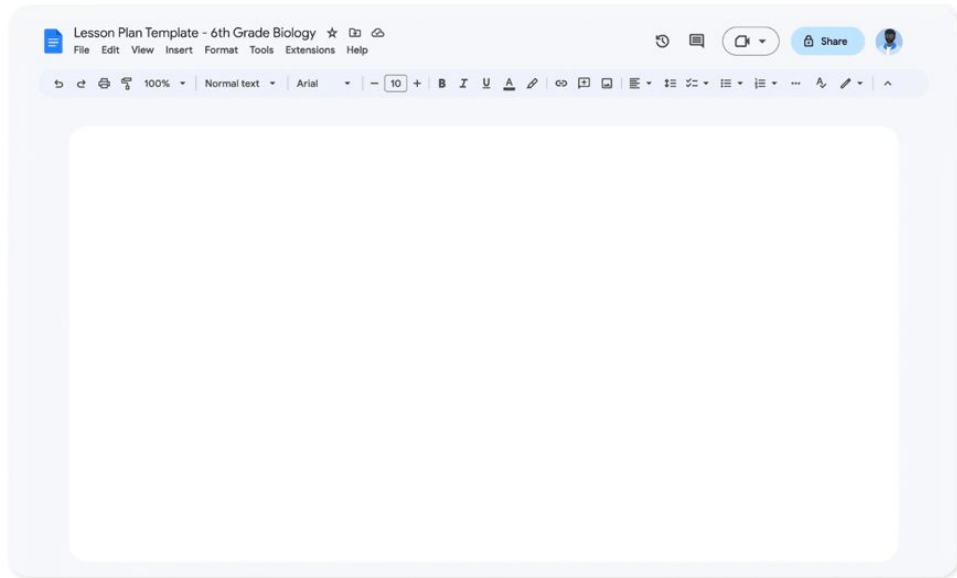 Lesson Plan Template - 6th Grade Biology
File Edit View Insert Format Tools Extensions Help
Share
100% Normal text Arial − 10 + B I U A